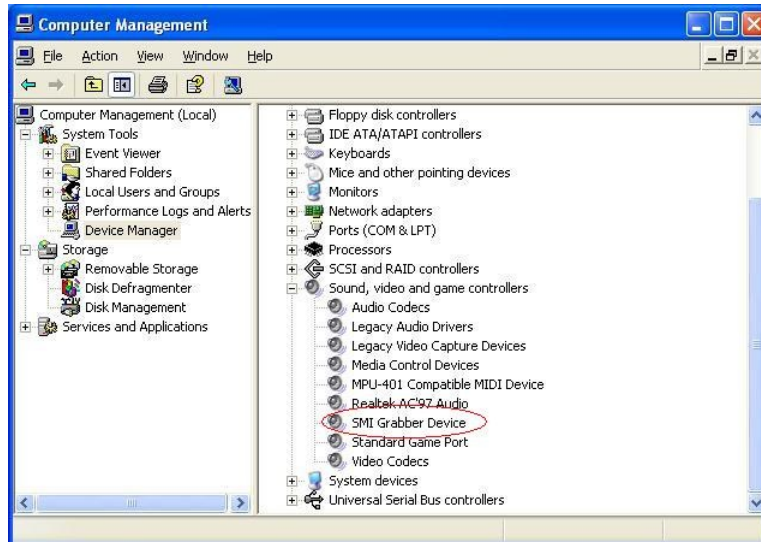 Computer Management
File Action View Window Help
Computer Management (Local)
System Tools
Event Viewer
Shared Folders
Local Users and Groups
Performance Logs and Alerts
Device Manager
Storage
Removable Storage
Disk Defragmenter
Disk Management
Services and Applications
Floppy disk controllers
IDE ATA/ATAPI controllers
Keyboards
Mice and other pointing devices
Monitors
Network adapters
Ports (COM & LPT)
Processors
SCSI and RAID controllers
Sound, video and game controllers
Audio Codecs
Legacy Audio Drivers
Legacy Video Capture Devices
Media Control Devices
MPU-401 Compatible MIDI Device
Realtek AC'97 Audio
SMI Grabber Device
Standard Game Port
Video Codecs
System devices
Universal Serial Bus controllers